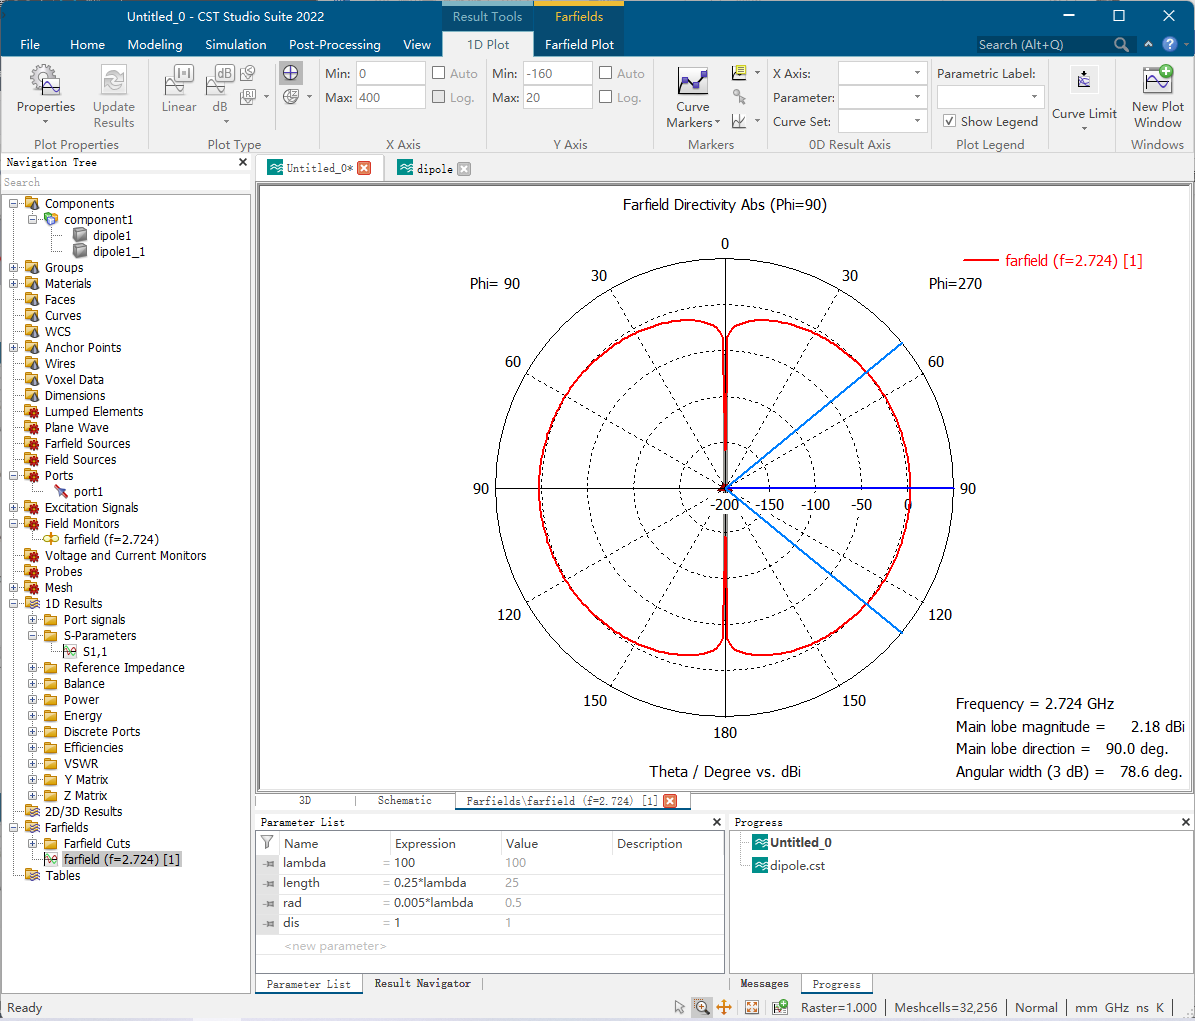 Untitled_0 - CST Studio Suite 2022
Result Tools
Farfields
File
Home
Modeling
Simulation
Post-Processing
View
1D Plot
Farfield Plot
Search (Alt+Q)
Properties
Update Results
Plot Properties
Linear
dB
Plot Type
Min: 0
Auto
Max: 400
Log.
X Axis
Min: -160
Auto
Max: 20
Log.
Y Axis
Curve Markers
Markers
X Axis:
Parameter:
Curve Set:
0D Result Axis
Parametric Label:
Show Legend
Plot Legend
Curve Limit
New Plot Window
Windows
Navigation Tree
Search
Components
component1
dipole1
dipole1_1
Groups
Materials
Faces
Curves
WCS
Anchor Points
Wires
Voxel Data
Dimensions
Lumped Elements
Plane Wave
Farfield Sources
Field Sources
Ports
port1
Excitation Signals
Field Monitors
farfield (f=2.724)
Voltage and Current Monitors
Probes
Mesh
1D Results
Port signals
S-Parameters
S1,1
Reference Impedance
Balance
Power
Energy
Discrete Ports
Efficiencies
VSWR
Y Matrix
Z Matrix
2D/3D Results
Farfields
Farfield Cuts
farfield (f=2.724) [1]
Tables
Untitled_0*
dipole
Farfield Directivity Abs (Phi=90)
0
farfield (f=2.724) [1]
30
30
Phi= 90
Phi=270
60
60
90
90
-200
-150
-100
-50
0
120
120
150
150
180
Frequency = 2.724 GHz
Main lobe magnitude = 2.18 dBi
Main lobe direction = 90.0 deg.
Angular width (3 dB) = 78.6 deg.
Theta / Degree vs. dBi
3D
Schematic
Farfields\farfield (f=2.724) [1]
Parameter List
Name Expression Value Description
lambda = 100 100
length = 0.25*lambda 25
rad = 0.005*lambda 0.5
dis = 1 1
<new parameter>
Parameter List
Result Navigator
Progress
Untitled_0
dipole.cst
Messages
Progress
Ready
Raster=1.000
Meshcells=32,256
Normal
mm GHz ns K